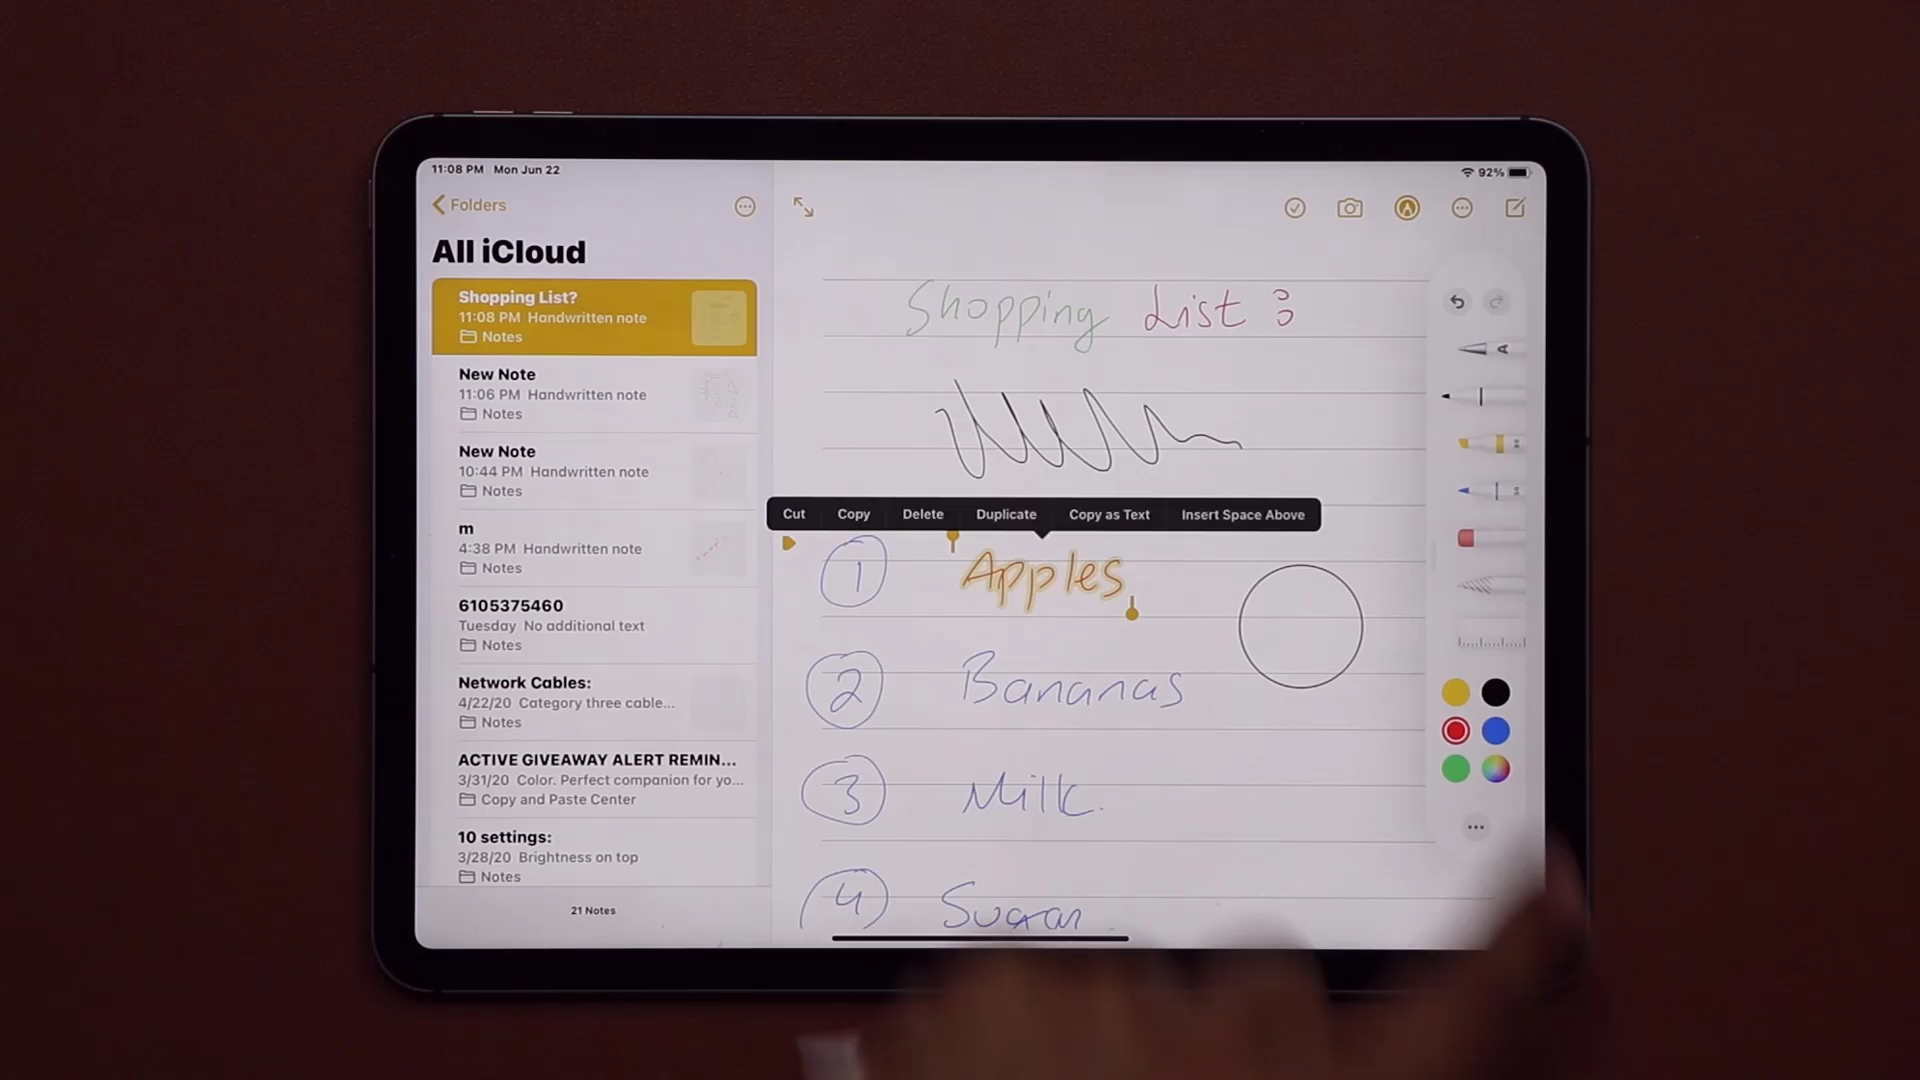 11:08 PM Mon Jun 22
92%
Folders
All iCloud
Shopping List?
11:08 PM Handwritten note
Notes
New Note
11:06 PM Handwritten note
Notes
New Note
10:44 PM Handwritten note
Notes
m
4:38 PM Handwritten note
Notes
6105375460
Tuesday No additional text
Notes
Network Cables:
4/22/20 Category three cable...
Notes
ACTIVE GIVEAWAY ALERT REMIN...
3/31/20 Color. Perfect companion for yo...
Copy and Paste Center
10 settings:
3/28/20 Brightness on top
Notes
21 Notes
Shopping List :
Cut Copy Delete Duplicate Copy as Text Insert Space Above
1 Apples
2 Bananas
3 Milk.
4 Sugar
A